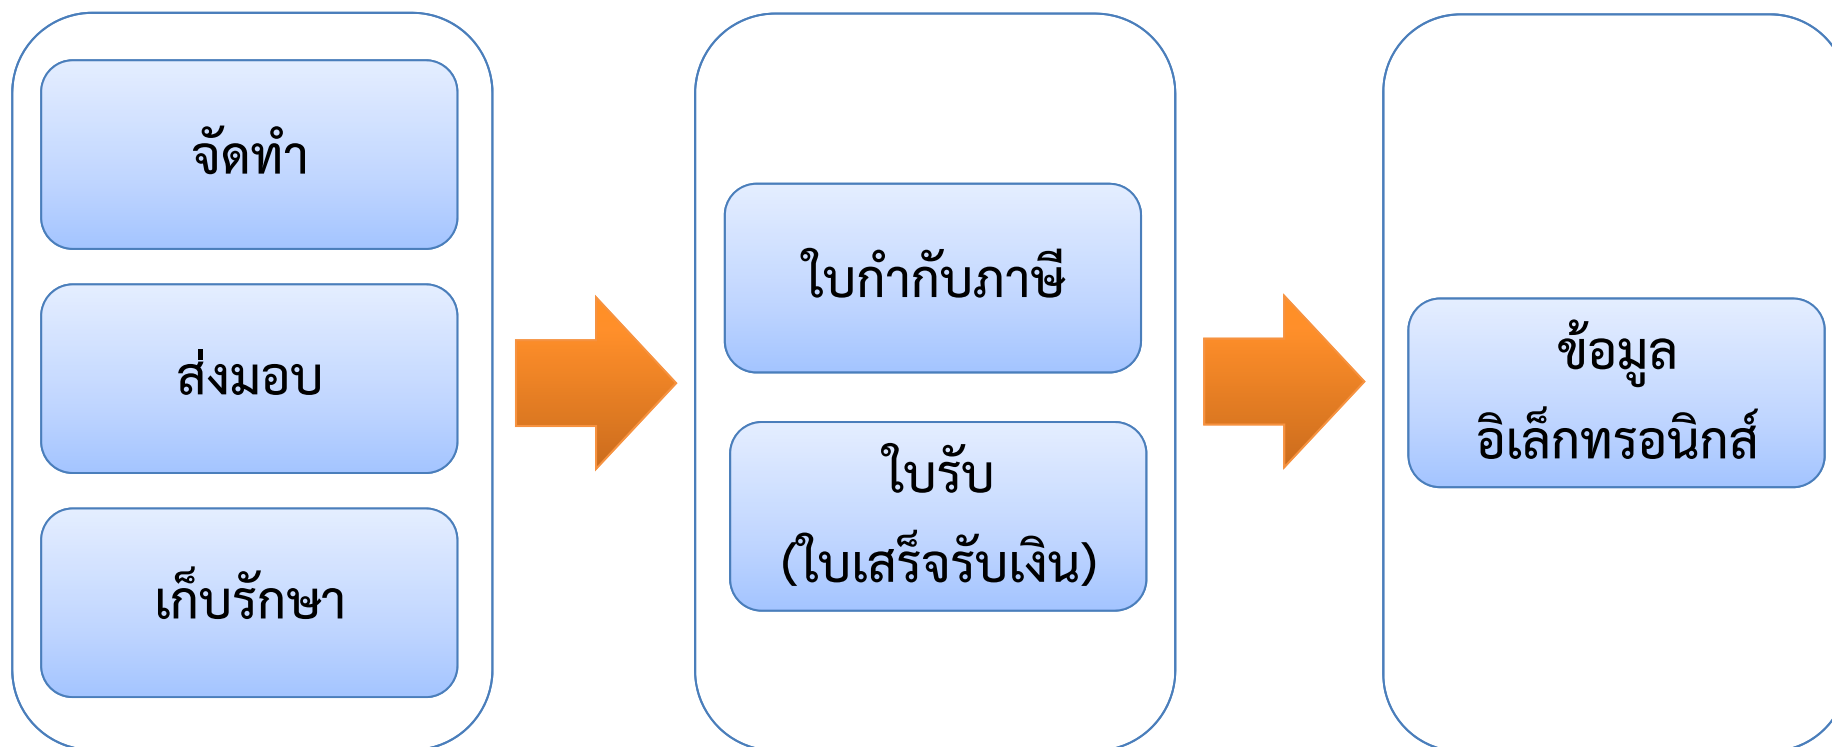 จัดทำ
ส่งมอบ
เก็บรักษา
ใบกำกับภาษี
ใบรับ
(ใบเสร็จรับเงิน)
ข้อมูล
อิเล็กทรอนิกส์